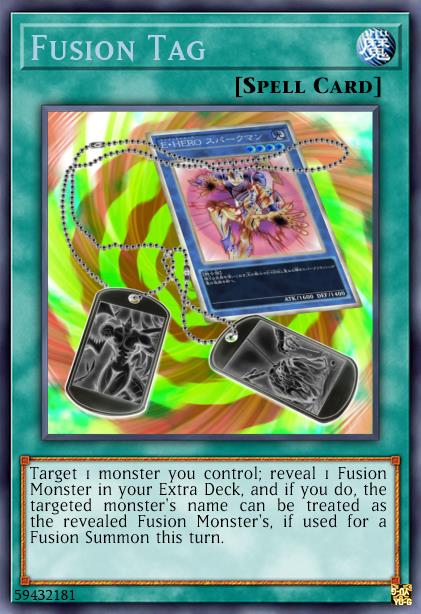 Fusion Tag
[Spell Card]
E・HERO スパークマン
ATK/1600 DEF/1400
Target 1 monster you control; reveal 1 Fusion
Monster in your Extra Deck, and if you do, the
targeted monster's name can be treated as
the revealed Fusion Monster's, if used for a
Fusion Summon this turn.
59432181